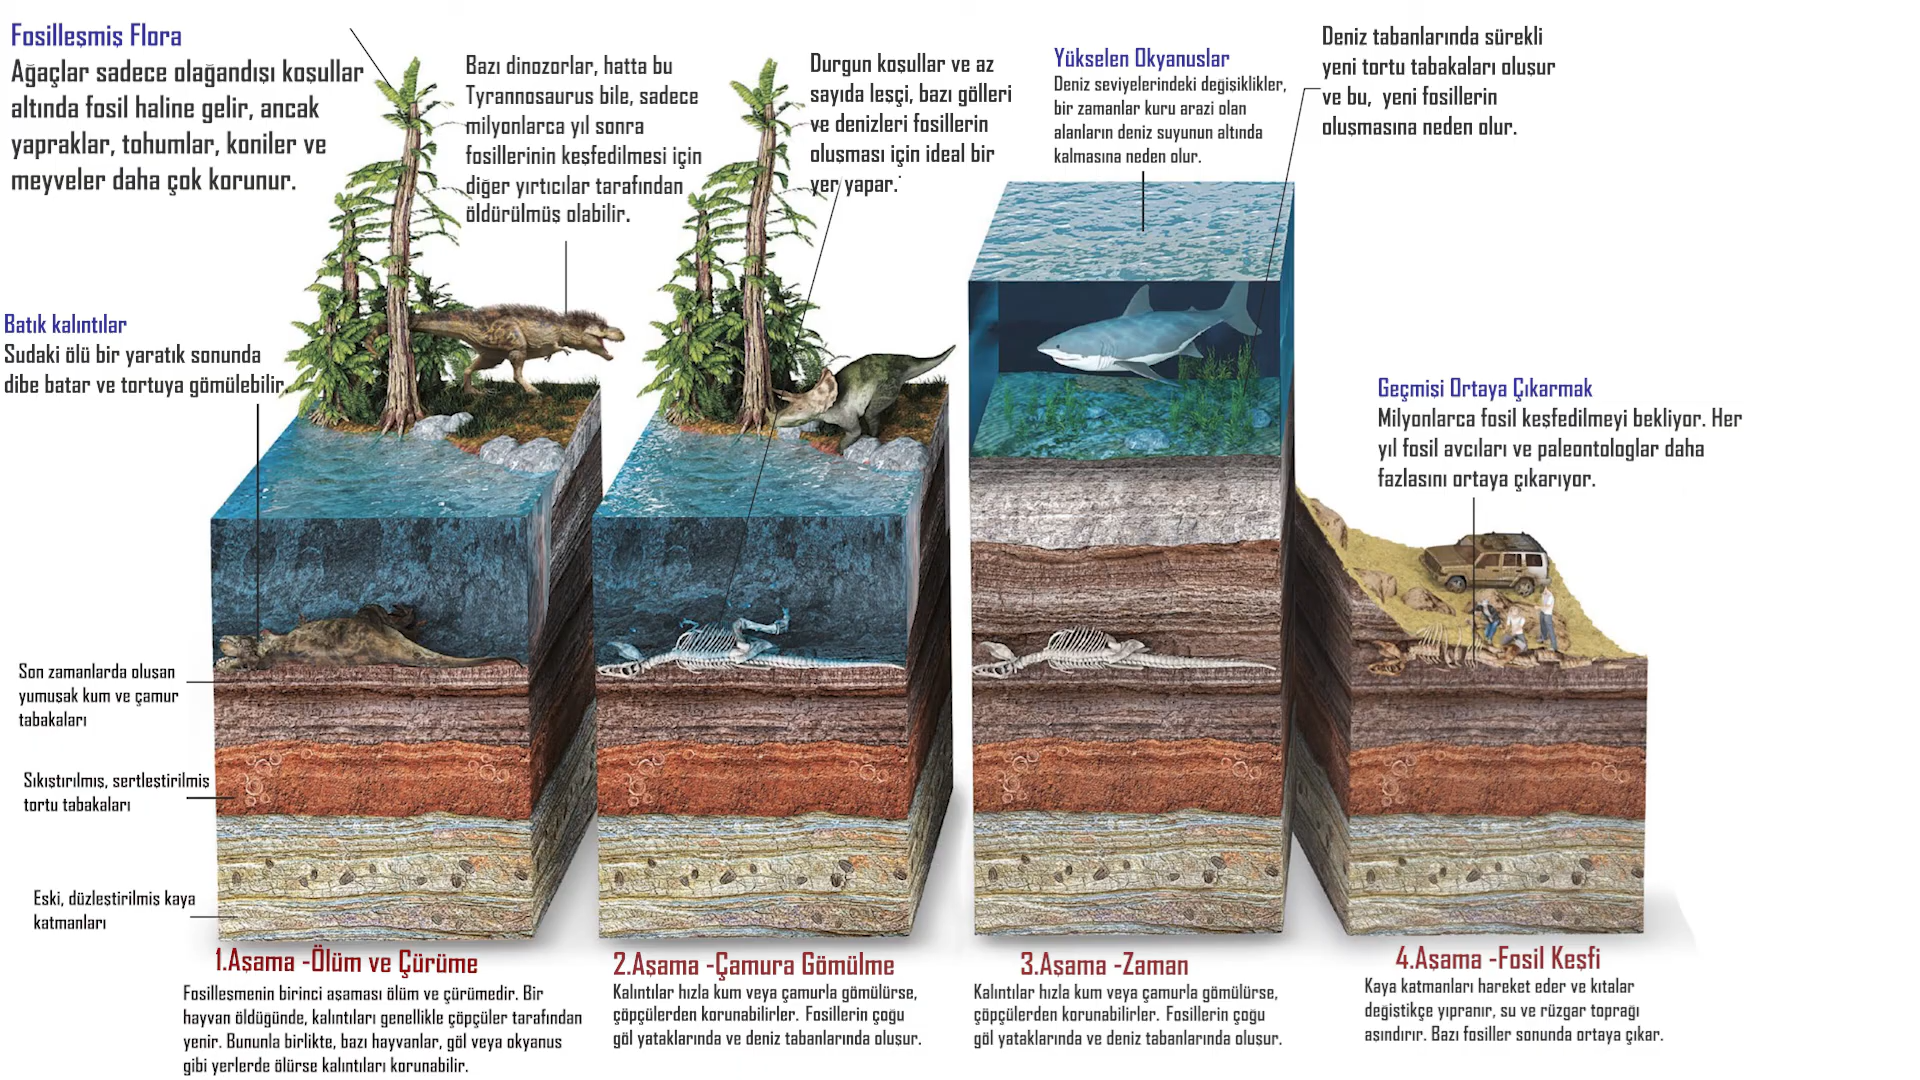 Fosilleşmiş Flora
Ağaçlar sadece olağandışı koşullar
altında fosil haline gelir, ancak
yapraklar, tohumlar, koniler ve
meyveler daha çok korunur.
Bazı dinozorlar, hatta bu
Tyrannosaurus bile, sadece
milyonlarca yıl sonra
fosillerinin keşfedilmesi için
diğer yırtıcılar tarafından
öldürülmüş olabilir.
Durgun koşullar ve az
sayıda leşçi, bazı gölleri
ve denizleri fosillerin
oluşması için ideal bir
yer yapar.
Yükselen Okyanuslar
Deniz seviyelerindeki değişiklikler,
bir zamanlar kuru arazi olan
alanların deniz suyunun altında
kalmasına neden olur.
Deniz tabanlarında sürekli
yeni tortu tabakaları oluşur
ve bu, yeni fosillerin
oluşmasına neden olur.
Batık kalıntılar
Sudaki ölü bir yaratık sonunda
dibe batar ve tortuya gömülebilir.
Geçmişi Ortaya Çıkarmak
Milyonlarca fosil keşfedilmeyi bekliyor. Her
yıl fosil avcıları ve paleontologlar daha
fazlasını ortaya çıkarıyor.
Son zamanlarda oluşan
yumuşak kum ve çamur
tabakaları
Sıkıştırılmış, sertleştirilmiş
tortu tabakaları
Eski, düzleştirilmiş kaya
katmanları
1.Aşama -Ölüm ve Çürüme
Fosilleşmenin birinci aşaması ölüm ve çürümedir. Bir
hayvan öldüğünde, kalıntıları genellikle çöpçüler tarafından
yenir. Bununla birlikte, bazı hayvanlar, göl veya okyanus
gibi yerlerde ölürse kalıntıları korunabilir.
2.Aşama -Çamura Gömülme
Kalıntılar hızla kum veya çamurla gömülürse,
çöpçülerden korunabilirler. Fosillerin çoğu
göl yataklarında ve deniz tabanlarında oluşur.
3.Aşama -Zaman
Kalıntılar hızla kum veya çamurla gömülürse,
çöpçülerden korunabilirler. Fosillerin çoğu
göl yataklarında ve deniz tabanlarında oluşur.
4.Aşama -Fosil Keşfi
Kaya katmanları hareket eder ve kıtalar
değiştikçe yıpranır, su ve rüzgar toprağı
aşındırır. Bazı fosiller sonunda ortaya çıkar.